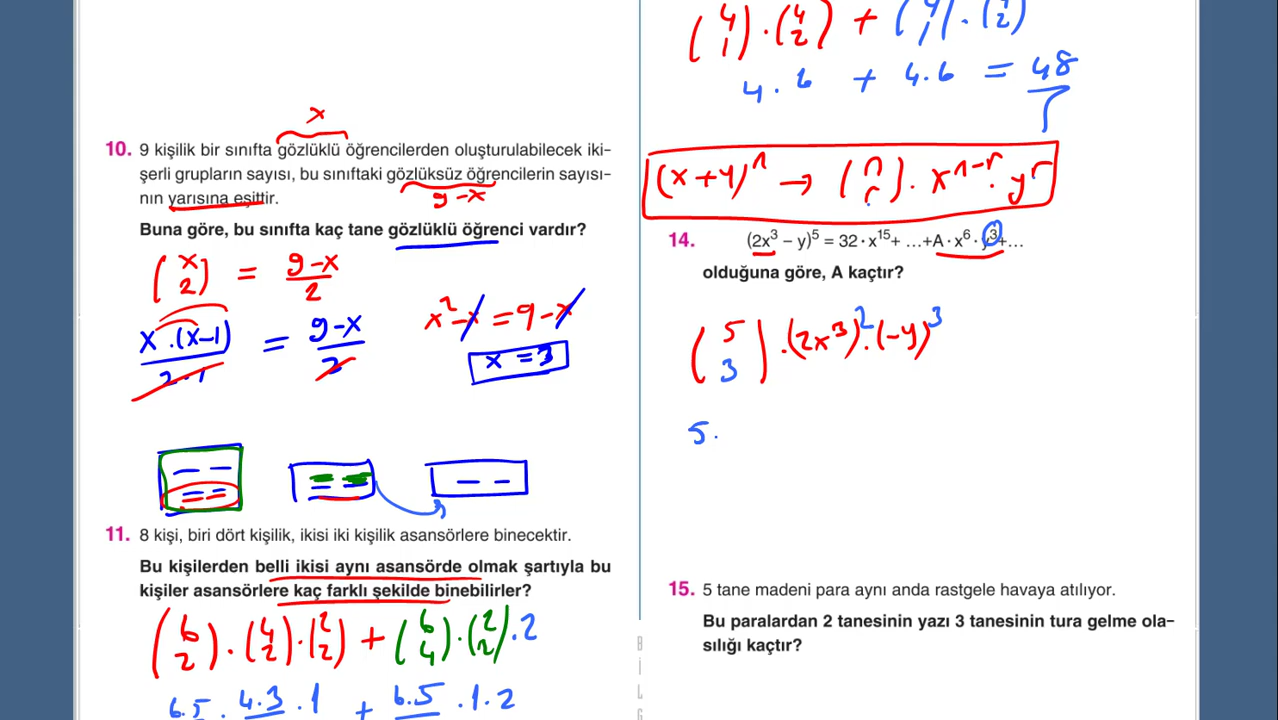 x
10. 9 kişilik bir sınıfta gözlüklü öğrencilerden oluşturulabilecek iki-
şerli grupların sayısı, bu sınıftaki gözlüksüz öğrencilerin sayısı-
nın yarısına eşittir.
9-x
Buna göre, bu sınıfta kaç tane gözlüklü öğrenci vardır?
(x 2) = 9-x/2
x.(x-1)/2.1 = 9-x/2
x² - x = 9 - x
x = 3
11. 8 kişi, biri dört kişilik, ikisi iki kişilik asansörlere binecektir.
Bu kişilerden belli ikisi aynı asansörde olmak şartıyla bu
kişiler asansörlere kaç farklı şekilde binebilirler?
(6 2).(4 2).(2 2) + (6 4).(2 2).2
6.5 . 4.3 . 1 + 6.5 . 1.2
(4 1).(4 2) + (4 1).(4 2)
4.6 + 4.6 = 48
(x+y)ⁿ → (n r). xⁿ⁻ʳ. yʳ
14. (2x³ – y)⁵ = 32·x¹⁵+ ...+A·x⁶·y³+...
olduğuna göre, A kaçtır?
(5 3).(2x³)².(-y)³
5.
15. 5 tane madeni para aynı anda rastgele havaya atılıyor.
Bu paralardan 2 tanesinin yazı 3 tanesinin tura gelme ola-
sılığı kaçtır?
B
İ
L